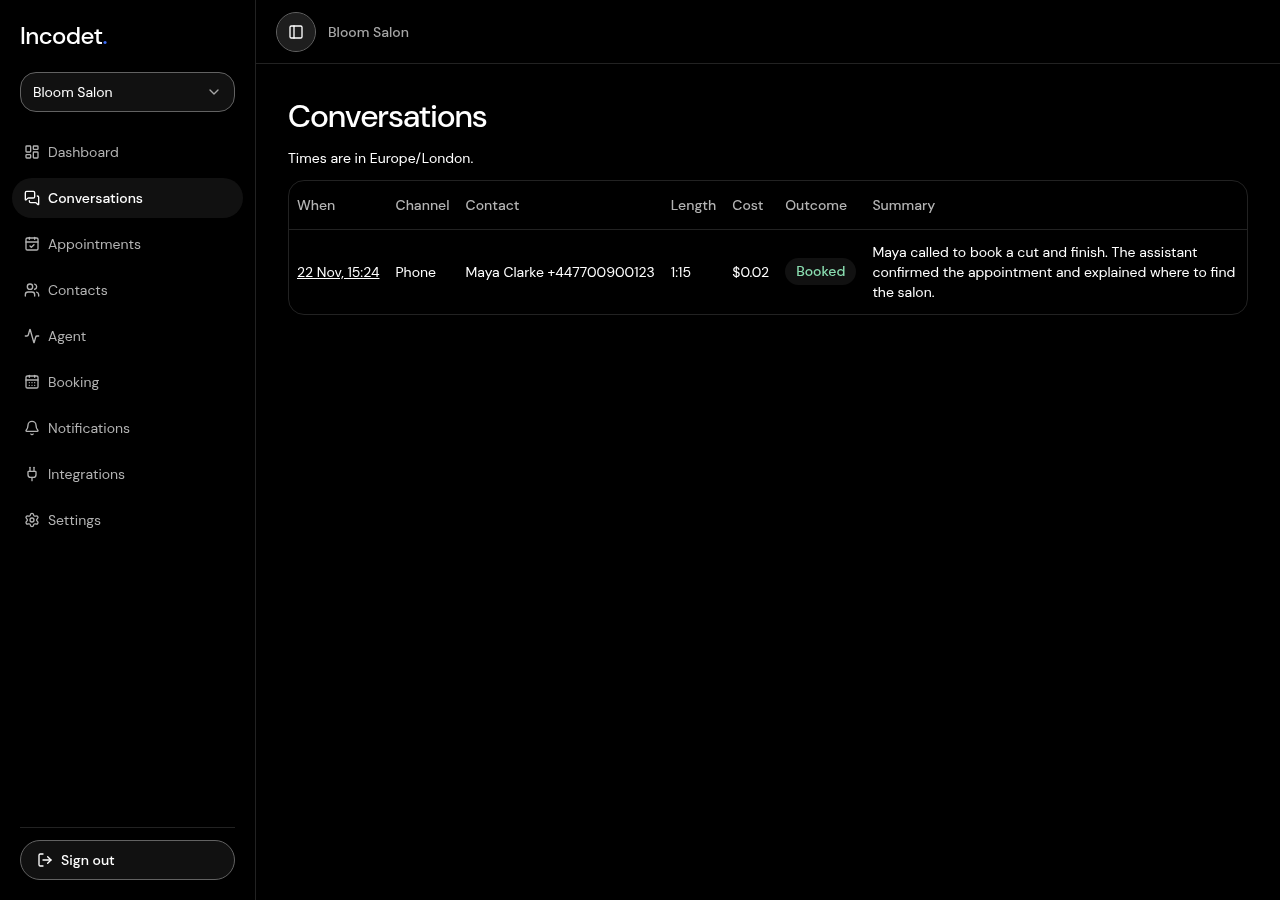 Incodet.
Bloom Salon
Bloom Salon
Dashboard
Conversations
Appointments
Contacts
Agent
Booking
Notifications
Integrations
Settings
Sign out
Conversations
Times are in Europe/London.
When Channel Contact Length Cost Outcome Summary
22 Nov, 15:24 Phone Maya Clarke +447700900123 1:15 $0.02 Booked
Maya called to book a cut and finish. The assistant
confirmed the appointment and explained where to find
the salon.